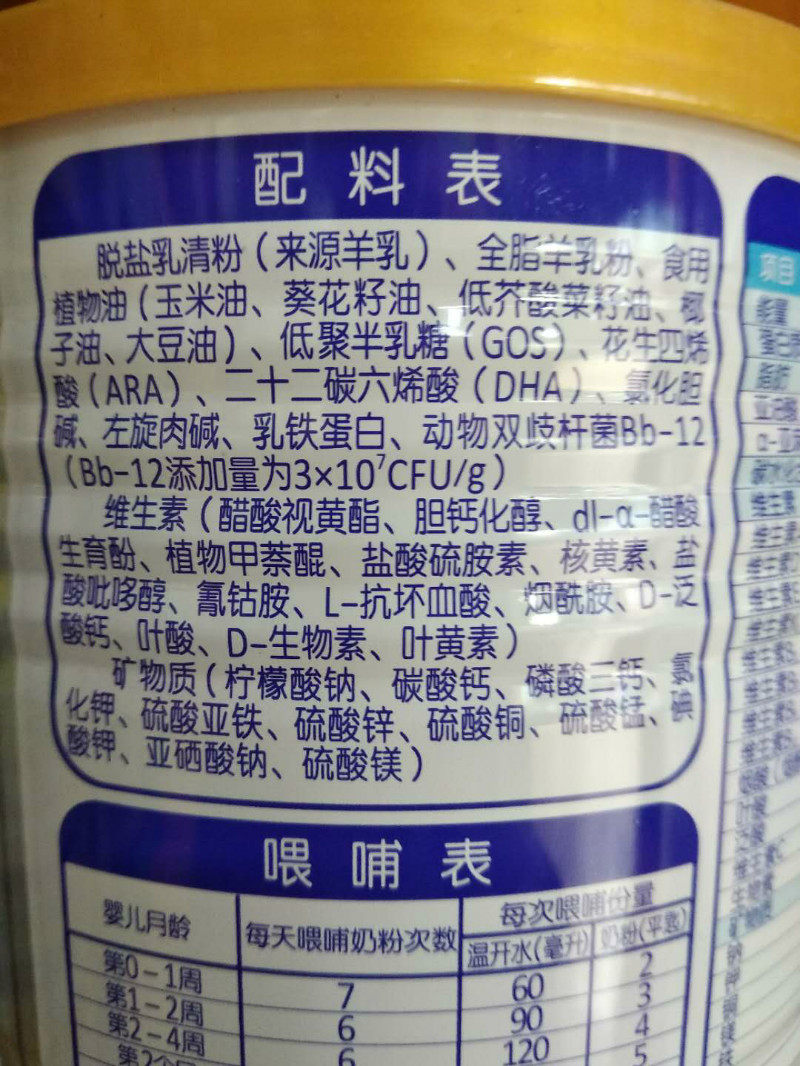 配料表
脱盐乳清粉（来源羊乳）、全脂羊乳粉、食用
植物油（玉米油、葵花籽油、低芥酸菜籽油、椰
子油、大豆油）、低聚半乳糖（GOS）、花生四烯
酸（ARA）、二十二碳六烯酸（DHA）、氯化胆
碱、左旋肉碱、乳铁蛋白、动物双歧杆菌Bb-12
（Bb-12添加量为3×10⁷CFU/g）
维生素（醋酸视黄酯、胆钙化醇、dl-α-醋酸
生育酚、植物甲萘醌、盐酸硫胺素、核黄素、盐
酸吡哆醇、氰钴胺、L-抗坏血酸、烟酰胺、D-泛
酸钙、叶酸、D-生物素、叶黄素）
矿物质（柠檬酸钠、碳酸钙、磷酸三钙、氯
化钾、硫酸亚铁、硫酸锌、硫酸铜、硫酸锰、碘
酸钾、亚硒酸钠、硫酸镁）
喂哺表
婴儿月龄 每天喂哺奶粉次数 每次喂哺份量
温开水(毫升) 奶粉(平匙)
第0-1周 7 60 2
第1-2周 6 90 3
第2-4周 6 120 4
第2个 5
项目
能量
蛋白质
脂肪